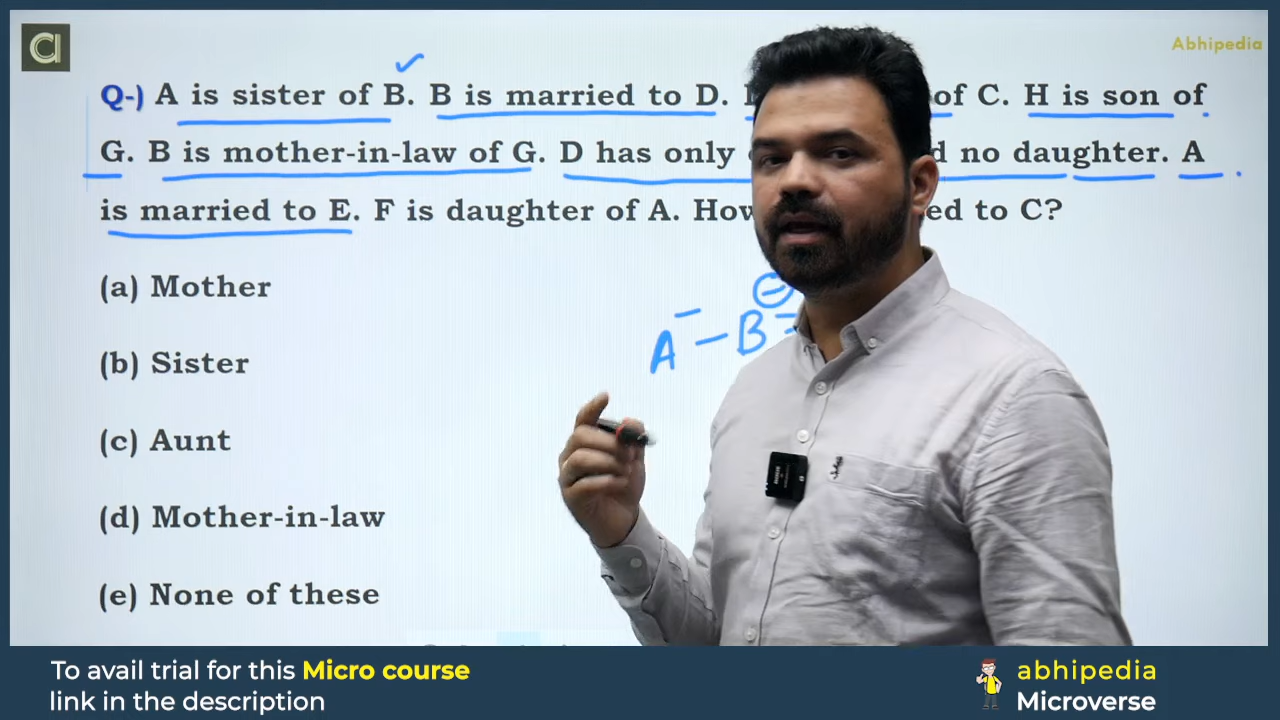 Abhipedia
Q-) A is sister of B. B is married to D. of C. H is son of
G. B is mother-in-law of G. D has only no daughter. A
is married to E. F is daughter of A. to C?
(a) Mother
(b) Sister
(c) Aunt
(d) Mother-in-law
(e) None of these
A - B
To avail trial for this Micro course
link in the description
abhipedia
Microverse